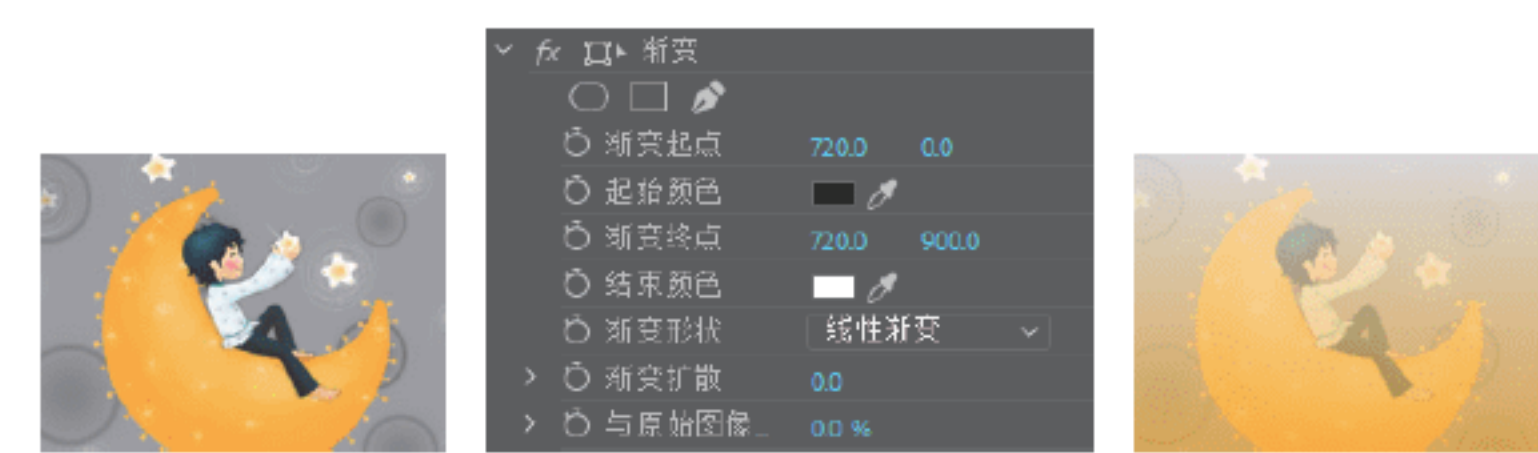 fx 渐变
渐变起点 720.0 0.0
起始颜色
渐变终点 720.0 900.0
结束颜色
渐变形状 线性渐变
渐变扩散 0.0
与原始图像... 0.0 %